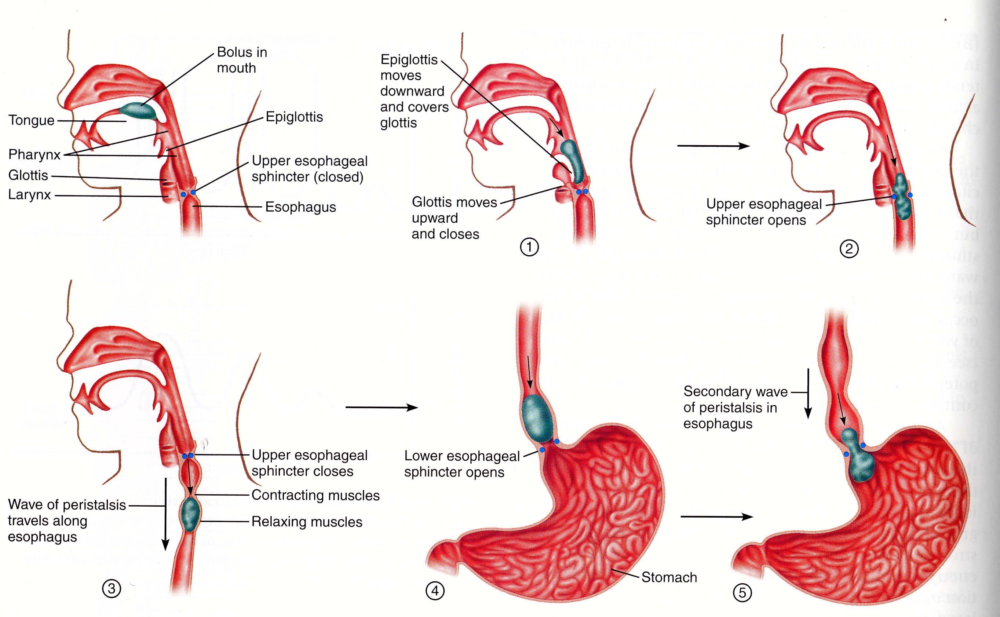 Bolus in
mouth
Tongue
Epiglottis
Pharynx
Upper esophageal
sphincter (closed)
Glottis
Larynx
Esophagus
Epiglottis
moves
downward
and covers
glottis
Glottis moves
upward
and closes
1
Upper esophageal
sphincter opens
2
Upper esophageal
sphincter closes
Contracting muscles
Relaxing muscles
Wave of peristalsis
travels along
esophagus
3
Lower esophageal
sphincter opens
Stomach
4
Secondary wave
of peristalsis in
esophagus
5